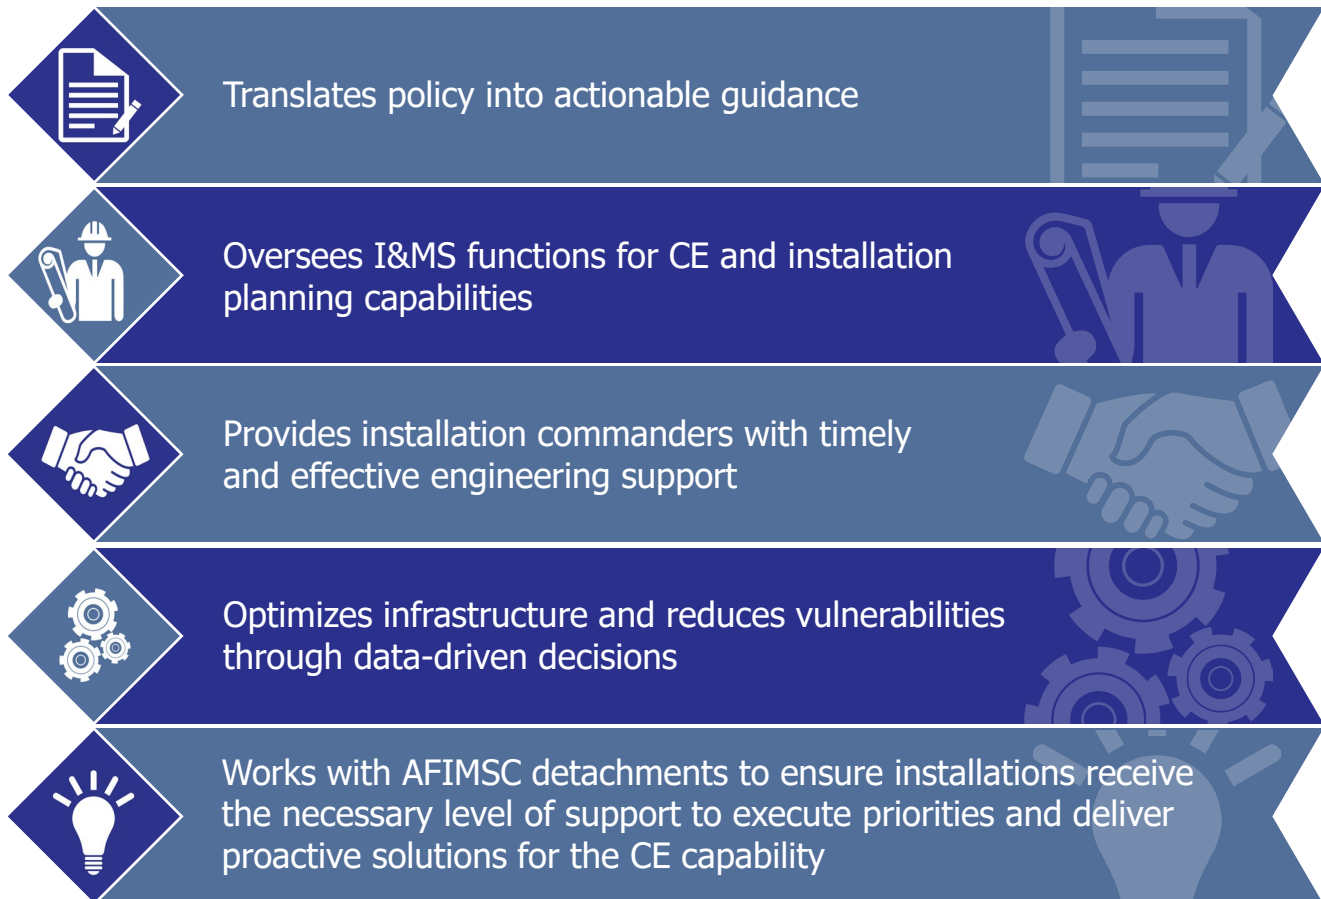 Translates policy into actionable guidance
Oversees I&MS functions for CE and installation
planning capabilities
Provides installation commanders with timely
and effective engineering support
Optimizes infrastructure and reduces vulnerabilities
through data-driven decisions
Works with AFIMSC detachments to ensure installations receive
the necessary level of support to execute priorities and deliver
proactive solutions for the CE capability